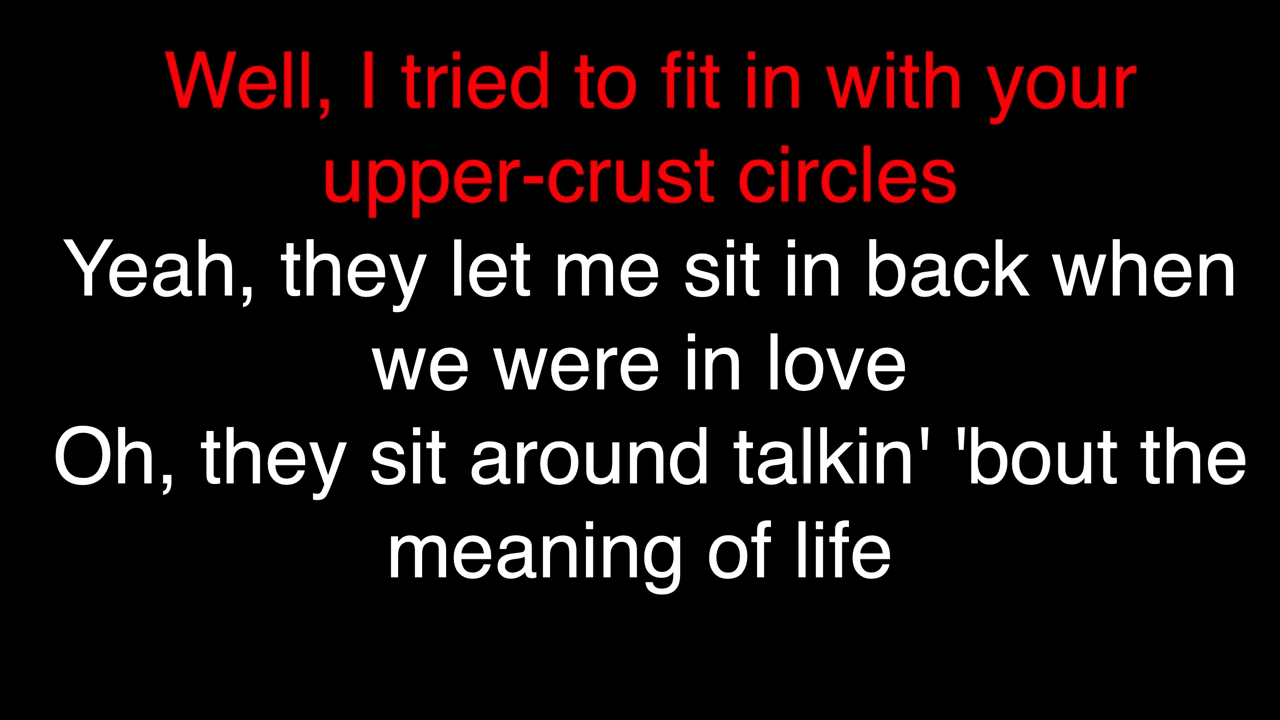 Well, I tried to fit in with your
upper-crust circles
Yeah, they let me sit in back when
we were in love
Oh, they sit around talkin' 'bout the
meaning of life